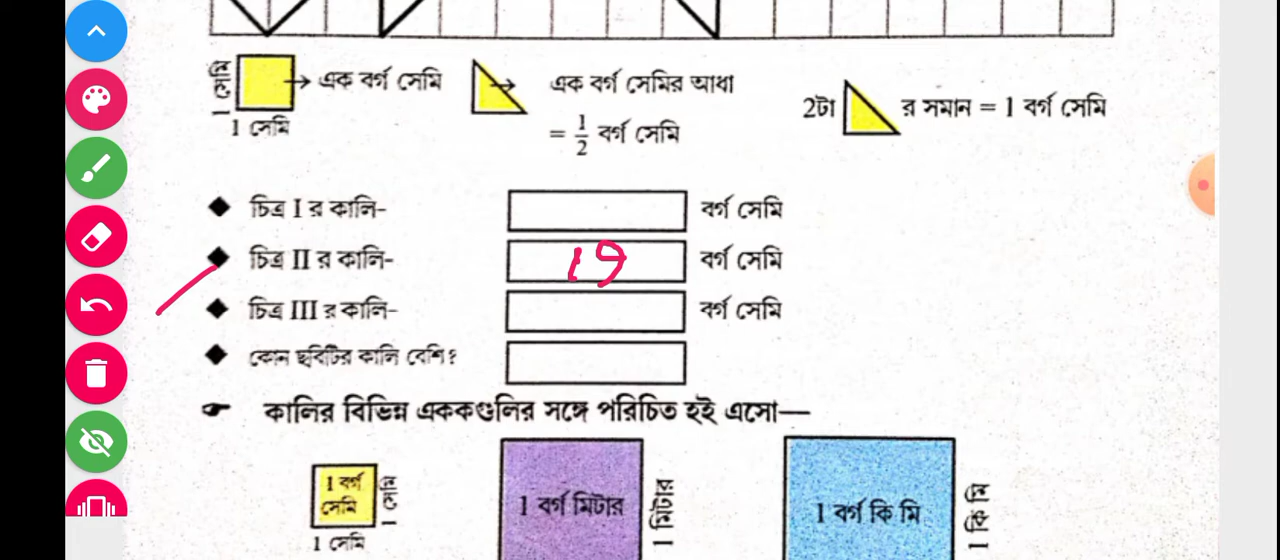 1 সেমি
→ এক বর্গ সেমি
1 সেমি
এক বর্গ সেমির আধা
= 1/2 বর্গ সেমি
2টা র সমান = 1 বর্গ সেমি
◆ চিত্র I র কালি- বর্গ সেমি
◆ চিত্র II র কালি- 19 বর্গ সেমি
◆ চিত্র III র কালি- বর্গ সেমি
◆ কোন ছবিটির কালি বেশি?
☛ কালির বিভিন্ন এককগুলির সঙ্গে পরিচিত হই এসো—
1 বর্গ সেমি
1 সেমি
1 সেমি
1 বর্গ মিটার
1 মিটার
1 বর্গ কি মি
1 কি মি